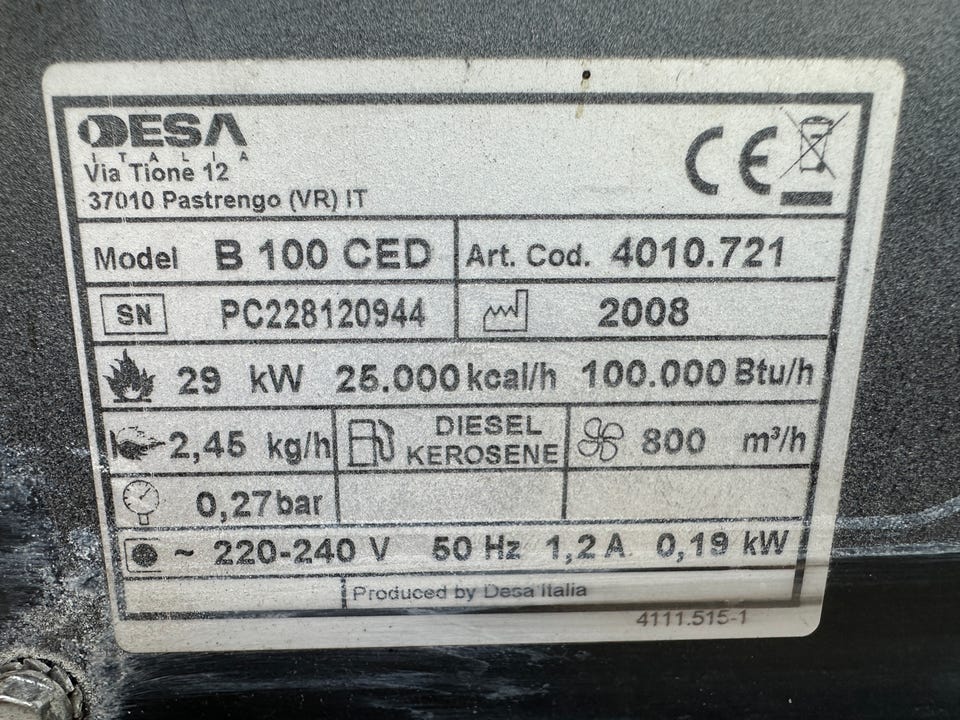 DESA
ITALIA
Via Tione 12
37010 Pastrengo (VR) IT
CE
Model B 100 CED Art. Cod. 4010.721
SN PC228120944 2008
29 kW 25.000 kcal/h 100.000 Btu/h
2,45 kg/h DIESEL KEROSENE 800 m³/h
0,27bar
~ 220-240 V 50 Hz 1,2 A 0,19 kW
Produced by Desa Italia
4111.515-1